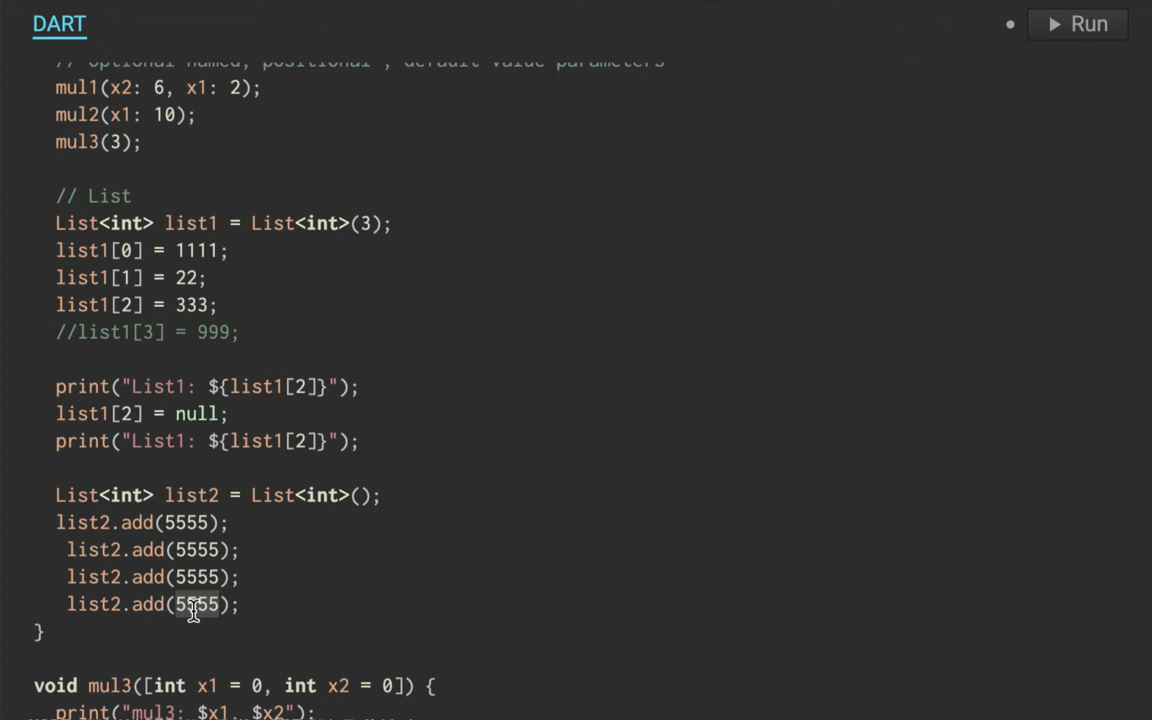 DART
Run
// Optional named, positional , default value parameters
mul1(x2: 6, x1: 2);
mul2(x1: 10);
mul3(3);
// List
List<int> list1 = List<int>(3);
list1[0] = 1111;
list1[1] = 22;
list1[2] = 333;
//list1[3] = 999;
print("List1: ${list1[2]}");
list1[2] = null;
print("List1: ${list1[2]}");
List<int> list2 = List<int>();
list2.add(5555);
list2.add(5555);
list2.add(5555);
list2.add(5555);
}
void mul3([int x1 = 0, int x2 = 0]) {
print("mul3: $x1, $x2");